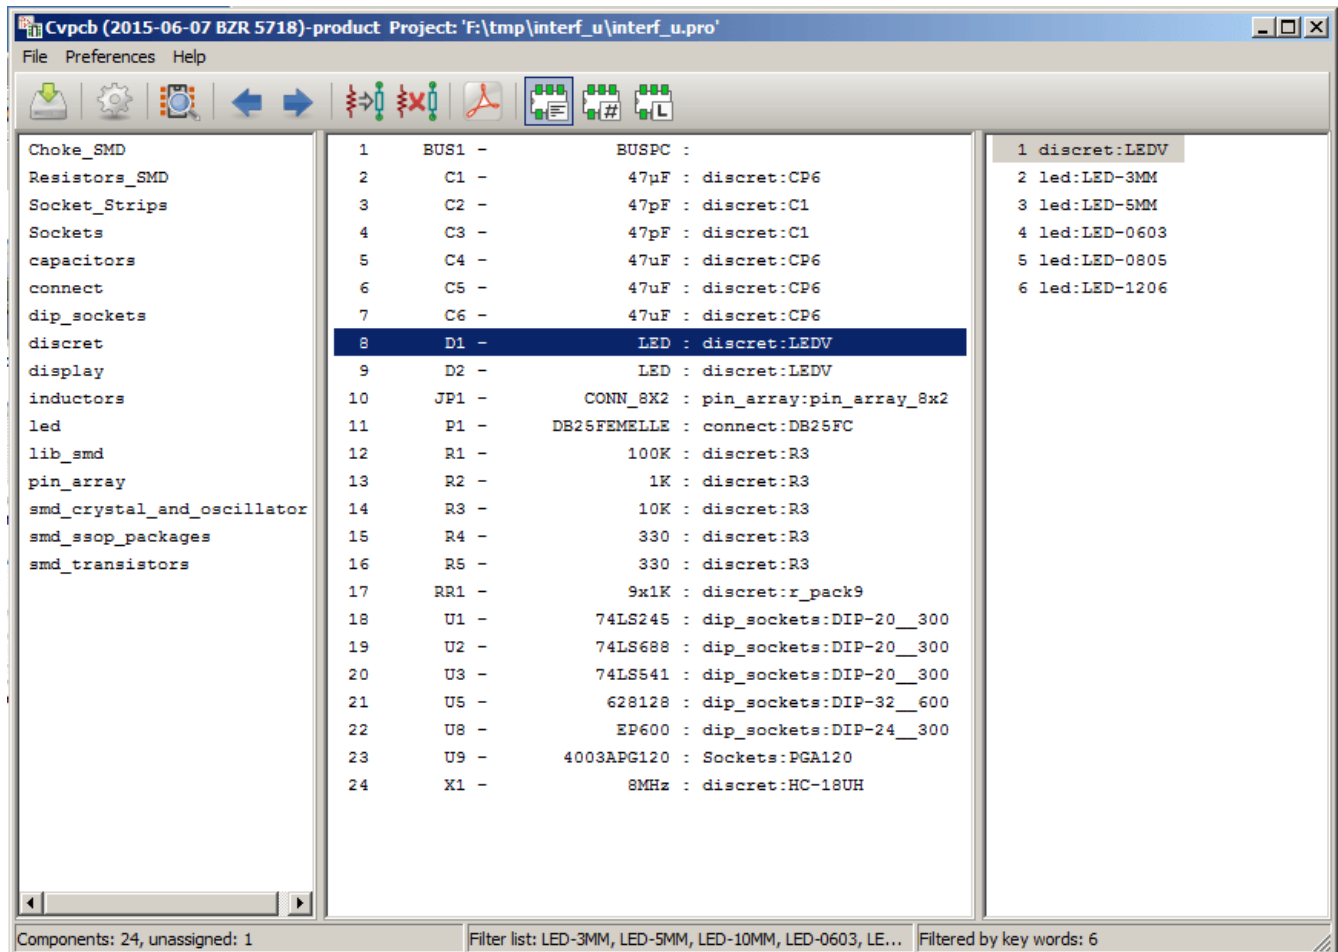 Cvpcb (2015-06-07 BZR 5718)-product Project: 'F:\tmp\interf_u\interf_u.pro'
File Preferences Help
# L
Choke_SMD
Resistors_SMD
Socket_Strips
Sockets
capacitors
connect
dip_sockets
discret
display
inductors
led
lib_smd
pin_array
smd_crystal_and_oscillator
smd_ssop_packages
smd_transistors
1 BUS1 - BUSPC :
2 C1 - 47µF : discret:CP6
3 C2 - 47pF : discret:C1
4 C3 - 47pF : discret:C1
5 C4 - 47uF : discret:CP6
6 C5 - 47uF : discret:CP6
7 C6 - 47uF : discret:CP6
8 D1 - LED : discret:LEDV
9 D2 - LED : discret:LEDV
10 JP1 - CONN_8X2 : pin_array:pin_array_8x2
11 P1 - DB25FEMELLE : connect:DB25FC
12 R1 - 100K : discret:R3
13 R2 - 1K : discret:R3
14 R3 - 10K : discret:R3
15 R4 - 330 : discret:R3
16 R5 - 330 : discret:R3
17 RR1 - 9x1K : discret:r_pack9
18 U1 - 74LS245 : dip_sockets:DIP-20__300
19 U2 - 74LS688 : dip_sockets:DIP-20__300
20 U3 - 74LS541 : dip_sockets:DIP-20__300
21 U5 - 628128 : dip_sockets:DIP-32__600
22 U8 - EP600 : dip_sockets:DIP-24__300
23 U9 - 4003APG120 : Sockets:PGA120
24 X1 - 8MHz : discret:HC-18UH
1 discret:LEDV
2 led:LED-3MM
3 led:LED-5MM
4 led:LED-0603
5 led:LED-0805
6 led:LED-1206
Components: 24, unassigned: 1
Filter list: LED-3MM, LED-5MM, LED-10MM, LED-0603, LE...
Filtered by key words: 6